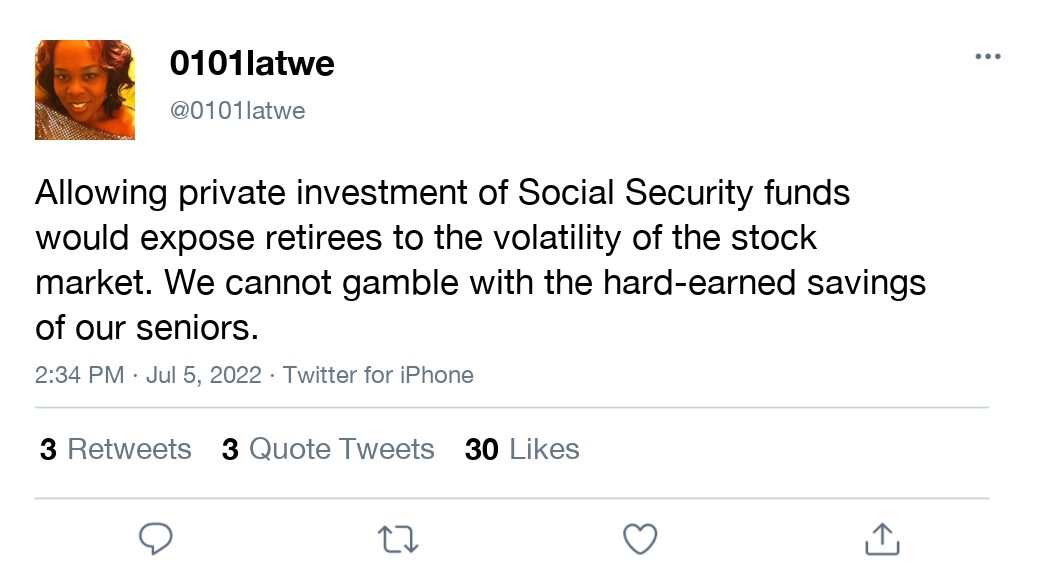 0101latwe
@0101latwe
Allowing private investment of Social Security funds
would expose retirees to the volatility of the stock
market. We cannot gamble with the hard-earned savings
of our seniors.
2:34 PM · Jul 5, 2022 · Twitter for iPhone
3 Retweets 3 Quote Tweets 30 Likes